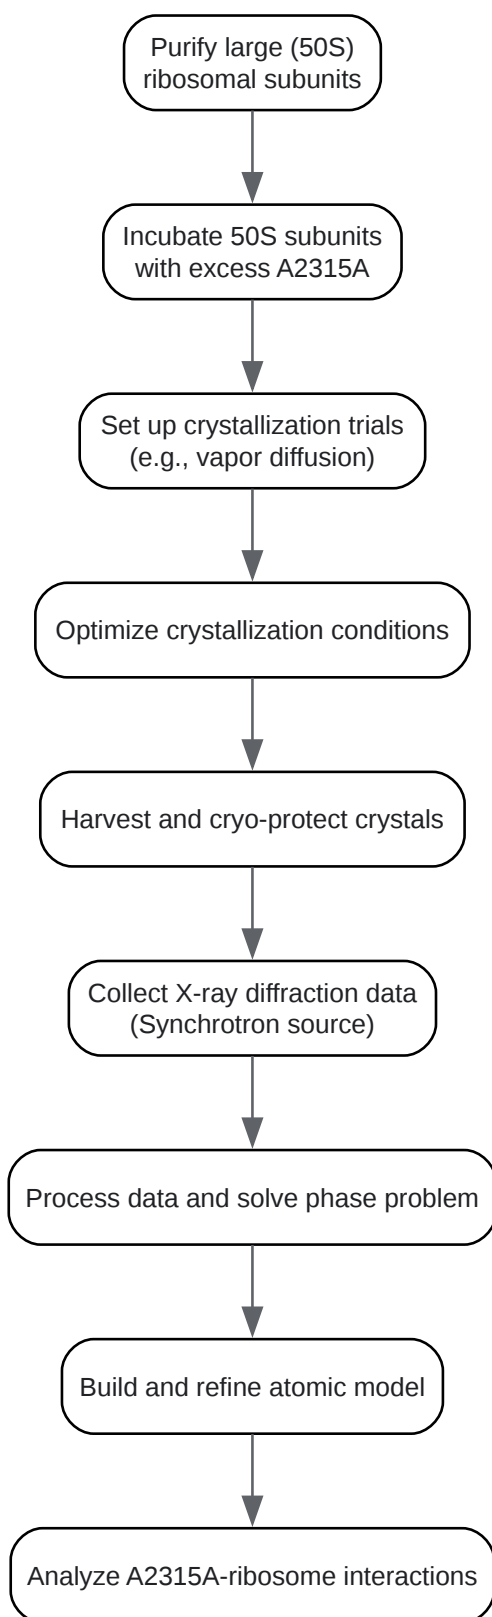 Purify large (50S)
ribosomal subunits
Incubate 50S subunits
with excess A2315A
Set up crystallization trials
(e.g., vapor diffusion)
Optimize crystallization conditions
Harvest and cryo-protect crystals
Collect X-ray diffraction data
(Synchrotron source)
Process data and solve phase problem
Build and refine atomic model
Analyze A2315A-ribosome interactions